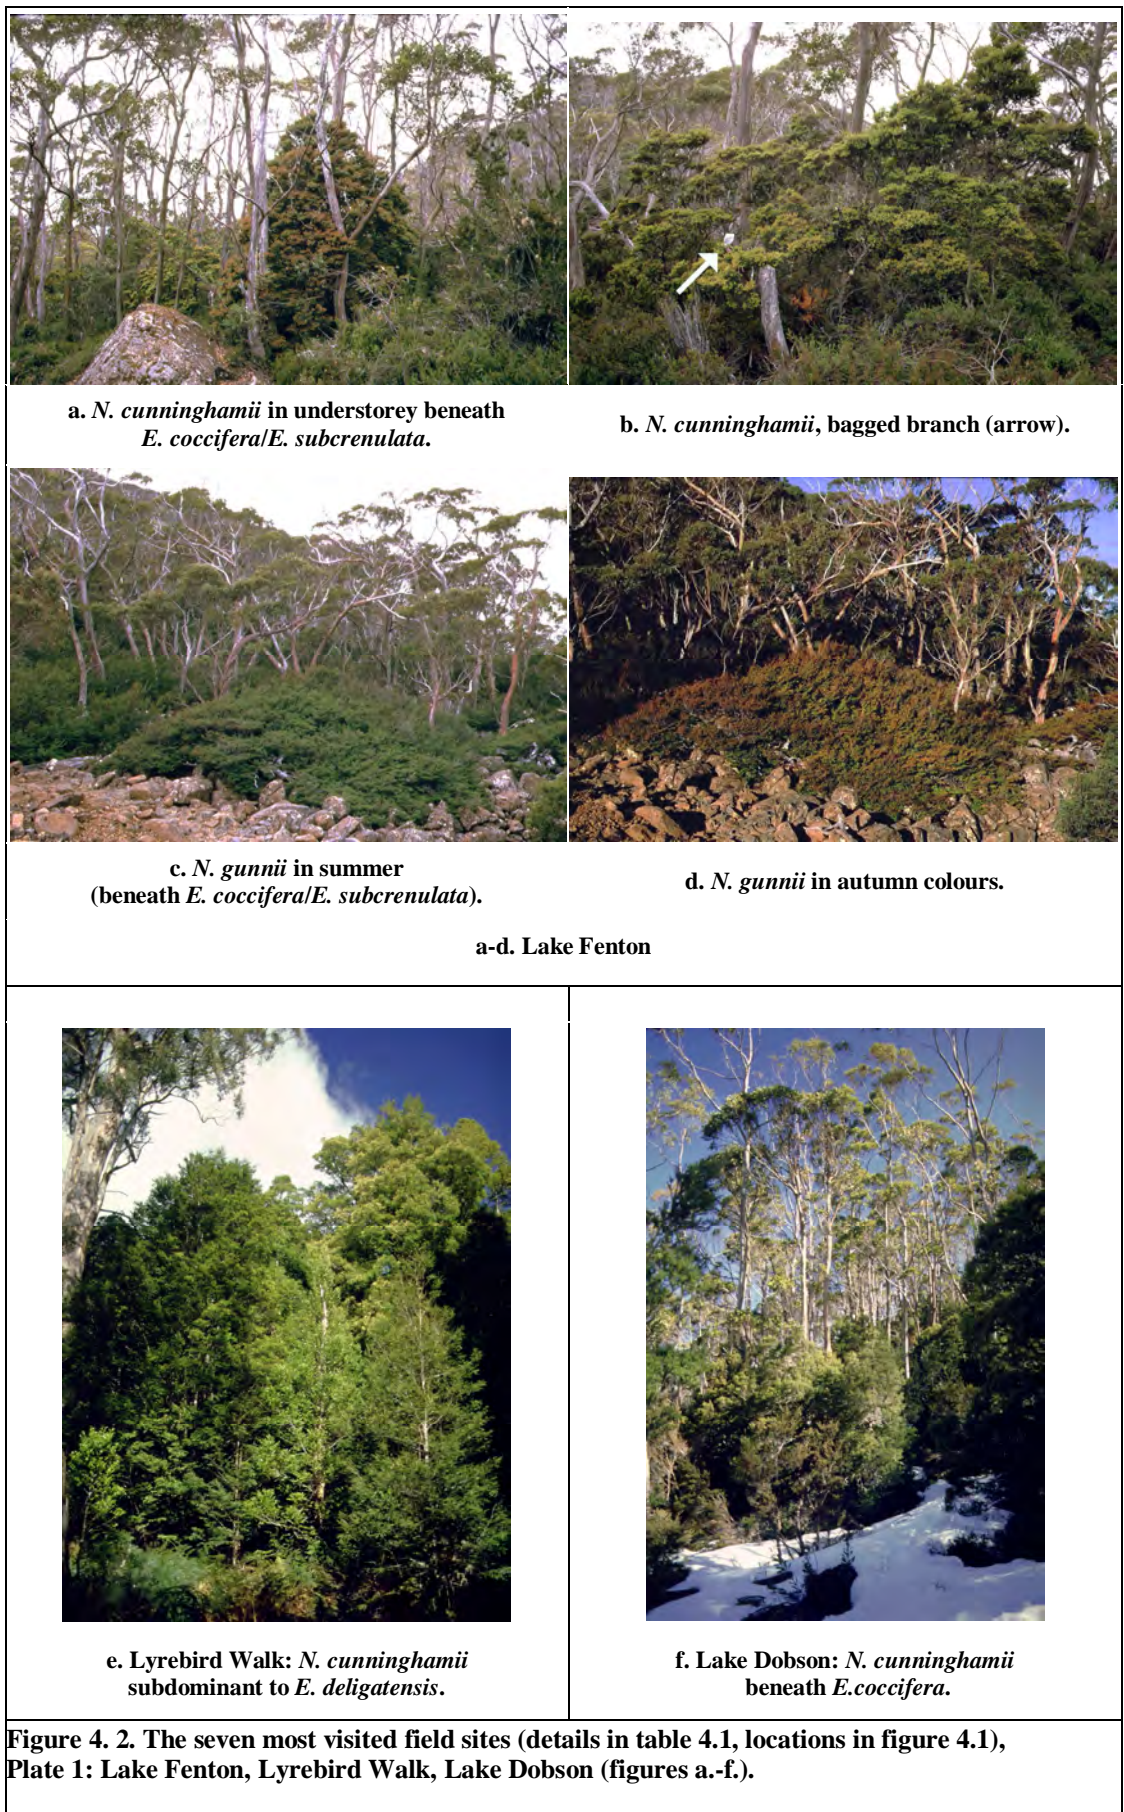 a. N. cunninghamii in understorey beneath
E. coccifera/E. subcrenulata.
b. N. cunninghamii, bagged branch (arrow).
c. N. gunnii in summer
(beneath E. coccifera/E. subcrenulata).
d. N. gunnii in autumn colours.
a-d. Lake Fenton
e. Lyrebird Walk: N. cunninghamii
subdominant to E. deligatensis.
f. Lake Dobson: N. cunninghamii
beneath E.coccifera.
Figure 4. 2. The seven most visited field sites (details in table 4.1, locations in figure 4.1),
Plate 1: Lake Fenton, Lyrebird Walk, Lake Dobson (figures a.-f.).